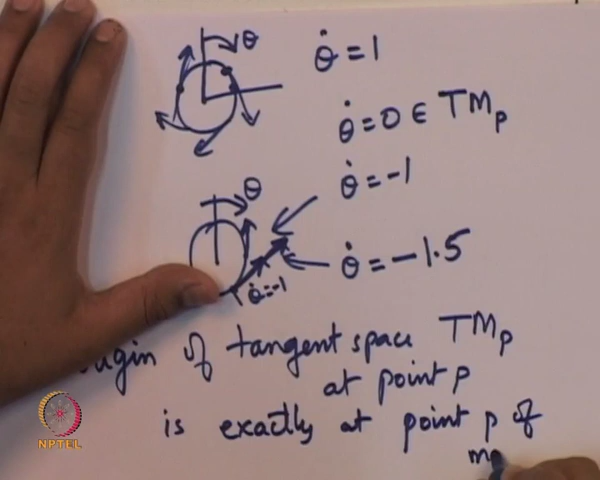 θ
θ̇ = 1
θ̇ = 0 ∈ TMₚ
θ
θ̇ = -1
θ̇ = -1
θ̇ = -1.5
of tangent space TMₚ
at point p
is exactly at point p of
NPTEL